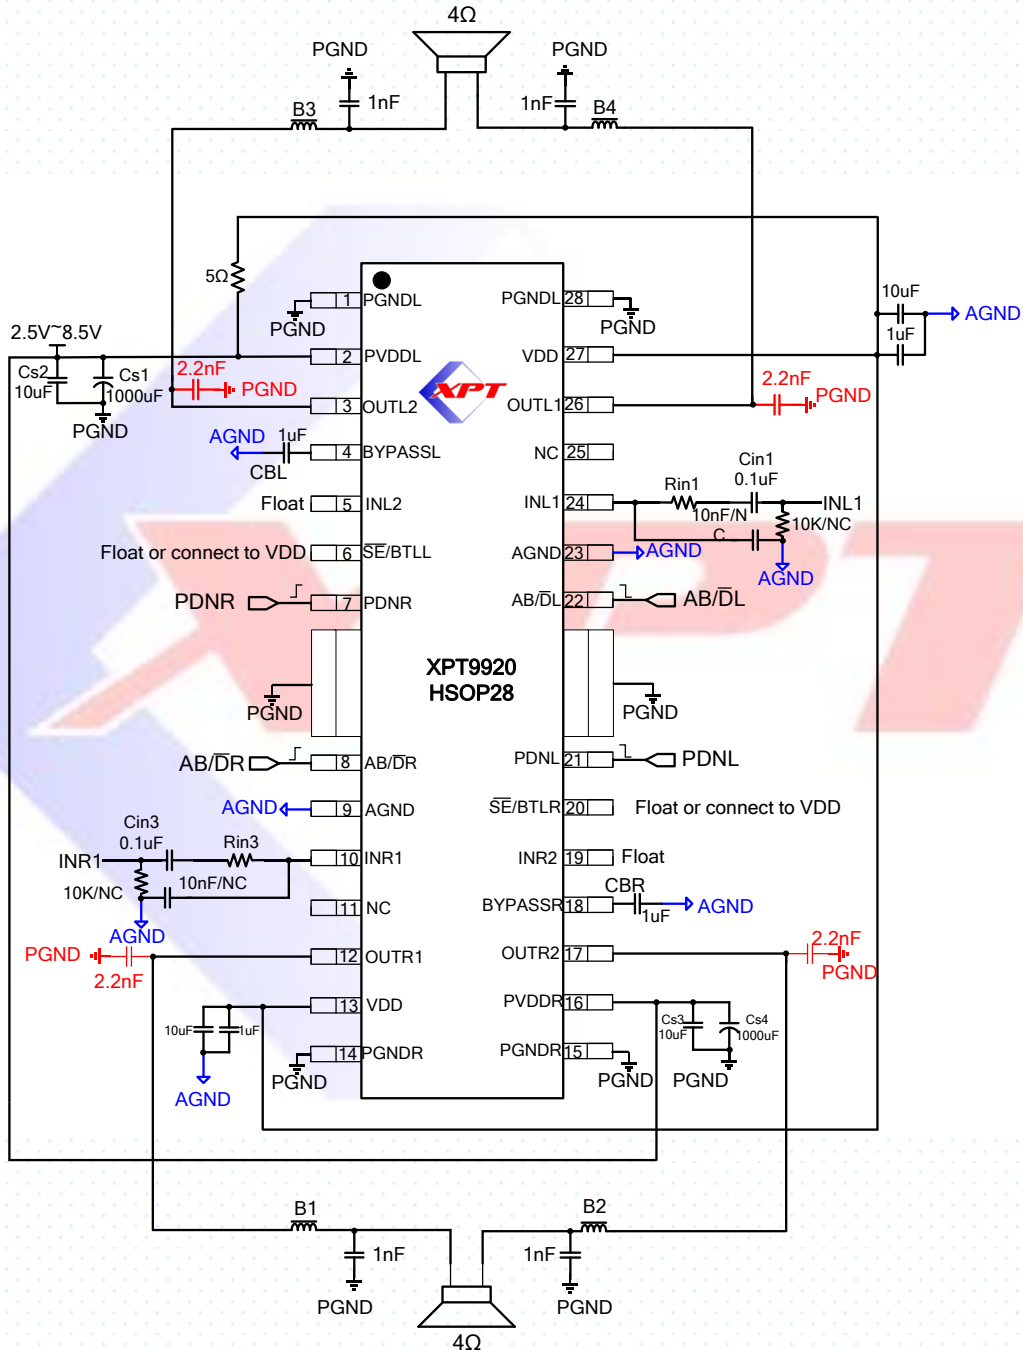 4Ω
PGND
PGND
1nF
1nF
B3
B4
5Ω
2.5V~8.5V
Cs2
10uF
Cs1
1000uF
PGND
PGND
1 PGNDL
PGNDL 28
PGND
10uF
AGND
1uF
2 PVDDL
VDD 27
2.2nF
PGND
XPT
2.2nF
PGND
3 OUTL2
OUTL1 26
AGND
1uF
CBL
4 BYPASSL
NC 25
Float
5 INL2
INL1 24
Rin1
Cin1
0.1uF
INL1
10nF/N
C
10K/NC
AGND
Float or connect to VDD
6 SE/BTLL
AGND 23
AGND
PDNR
7 PDNR
AB/DL 22
AB/DL
XPT9920
HSOP28
PGND
PGND
AB/DR
8 AB/DR
PDNL 21
PDNL
AGND
9 AGND
SE/BTLR 20
Float or connect to VDD
Cin3
0.1uF
Rin3
INR1
10K/NC
10nF/NC
AGND
10 INR1
INR2 19
Float
11 NC
BYPASSR 18
CBR
1uF
AGND
PGND
2.2nF
12 OUTR1
OUTR2 17
2.2nF
PGND
10uF
1uF
AGND
13 VDD
PVDDR 16
Cs3
10uF
Cs4
1000uF
PGND
PGND
14 PGNDR
PGNDR 15
PGND
B1
B2
1nF
1nF
PGND
PGND
4Ω
XPT